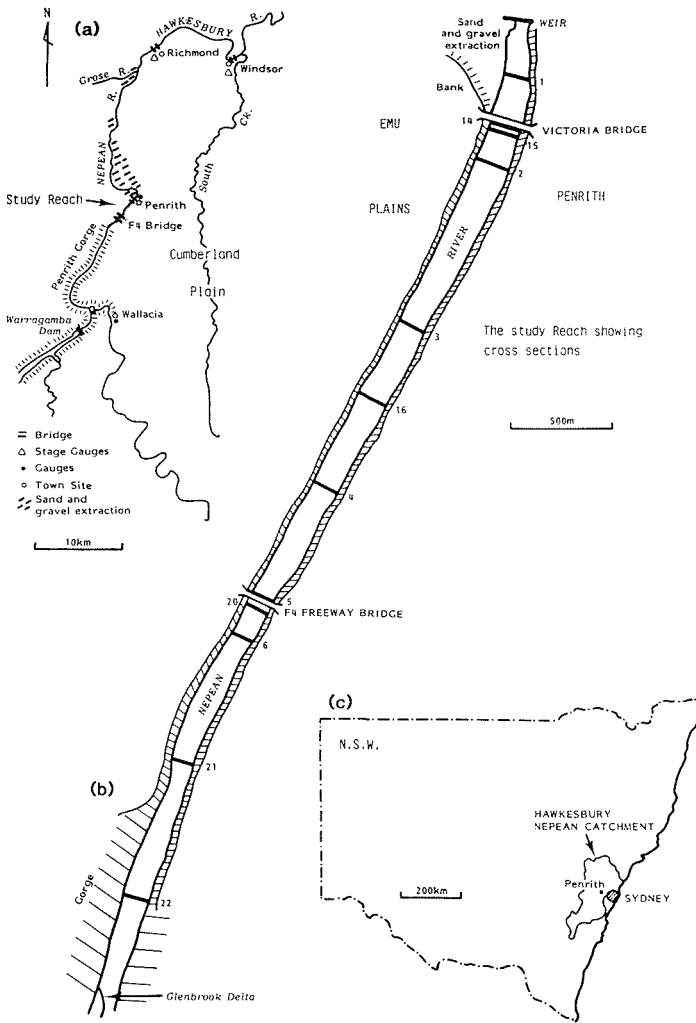 N
(a)
HAWKESBURY
R.
Richmond
Windsor
Grose R.
R.
NEPEAN
South
Ck.
Study Reach
Penrith
F4 Bridge
Penrith Gorge
Cumberland
Plain
Warragamba
Dam
Wallacia
Bridge
Stage Gauges
Gauges
Town Site
Sand and
gravel extraction
10km
Sand
and gravel
extraction
WEIR
Bank
1
EMU
14
VICTORIA BRIDGE
15
2
PLAINS
PENRITH
RIVER
3
The study Reach showing
cross sections
16
500m
4
20
5
F4 FREEWAY BRIDGE
6
NEPEAN
21
(b)
Gorge
22
Glenbrook Delta
(c)
N.S.W.
HAWKESBURY
NEPEAN CATCHMENT
200km
Penrith
SYDNEY